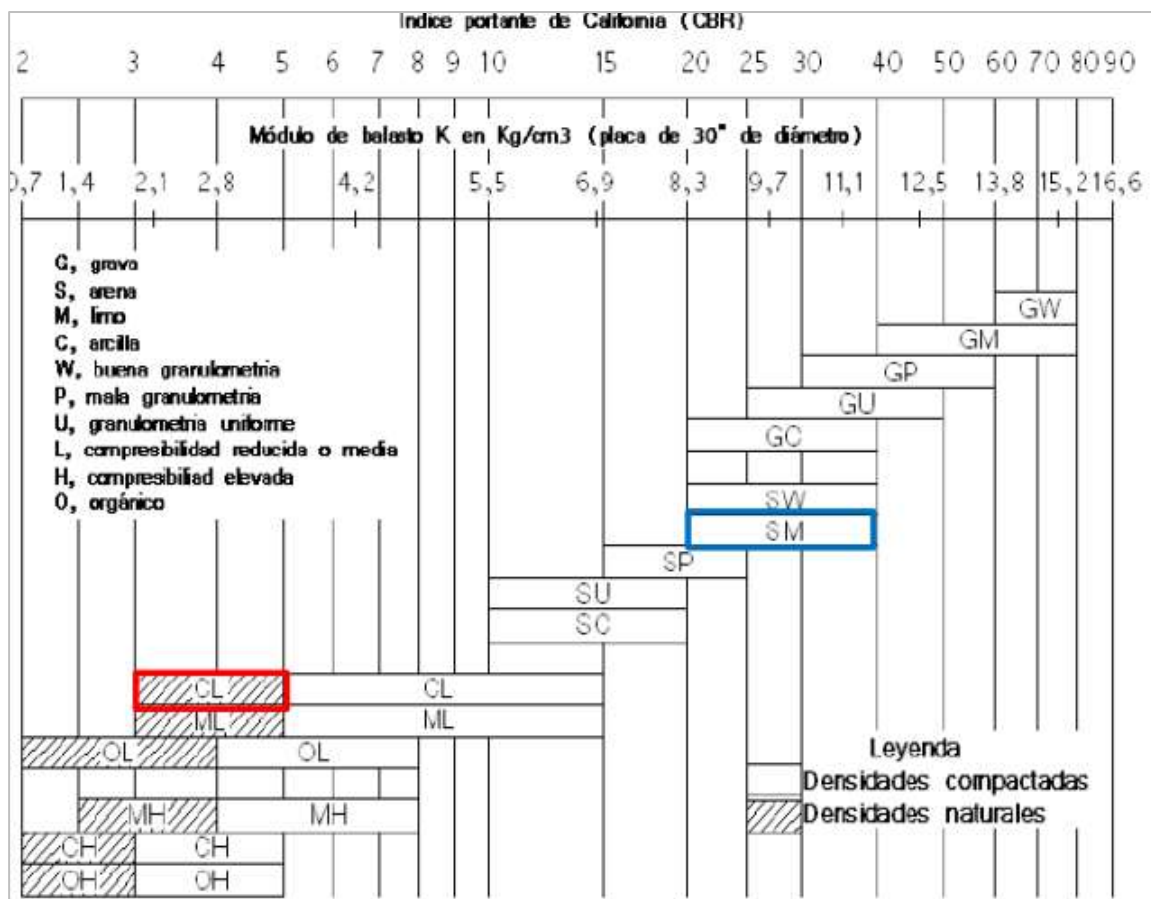 Indice portante de California (CBR)
2 3 4 5 6 7 8 9 10 15 20 25 30 40 50 60 70 80 90
Módulo de balasto K en Kg/cm3 (placa de 30" de diámetro)
0,7 1,4 2,1 2,8 4,2 5,5 6,9 8,3 9,7 11,1 12,5 13,8 15,2 16,6
G, grava
S, arena
M, limo
C, arcilla
W, buena granulometria
P, mala granulometria
U, granulometria uniforme
L, compresibilidad reducida o media
H, compresibiliad elevada
O, orgánico
GW
GM
GP
GU
GC
SW
SM
SP
SU
SC
CL CL
ML ML
OL OL
MH MH
CH CH
OH OH
Leyenda
Densidades compactadas
Densidades naturales